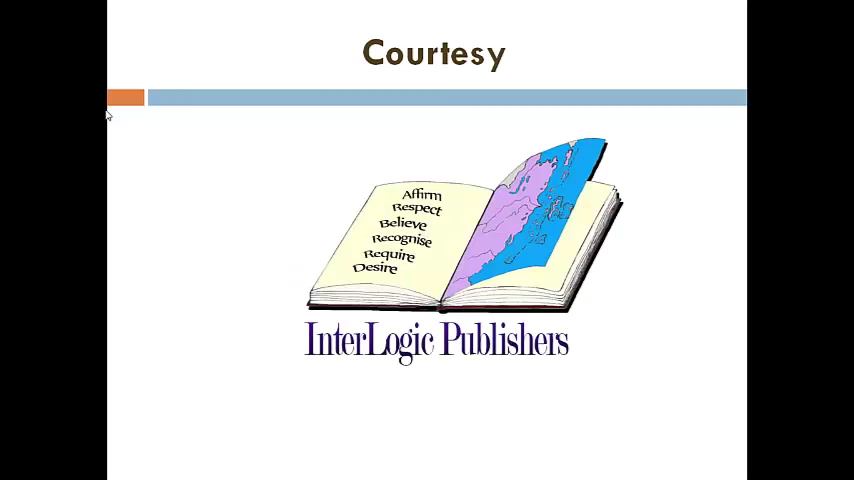 Courtesy
Affirm
Respect
Believe
Recognise
Require
Desire
InterLogic Publishers